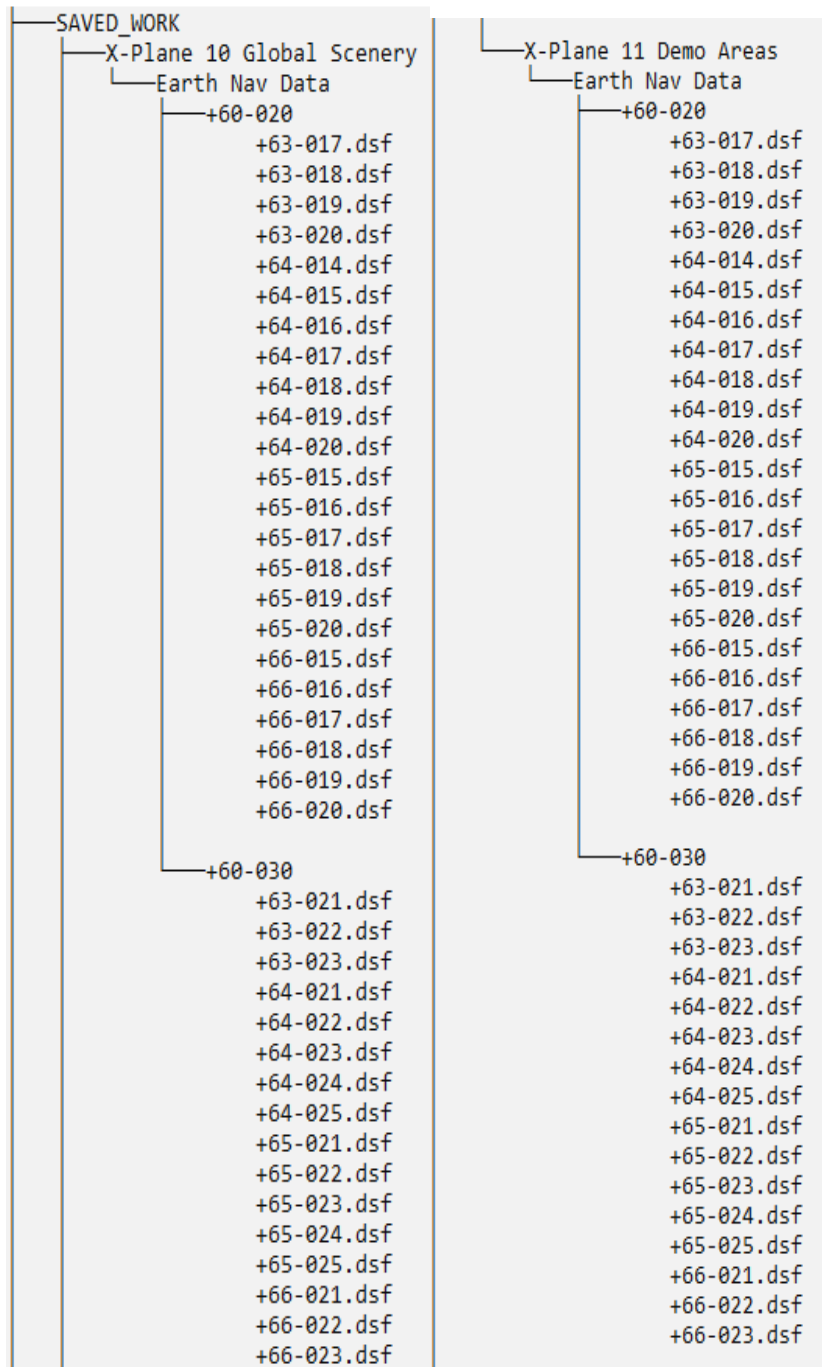 SAVED_WORK
X-Plane 10 Global Scenery
Earth Nav Data
+60-020
+63-017.dsf
+63-018.dsf
+63-019.dsf
+63-020.dsf
+64-014.dsf
+64-015.dsf
+64-016.dsf
+64-017.dsf
+64-018.dsf
+64-019.dsf
+64-020.dsf
+65-015.dsf
+65-016.dsf
+65-017.dsf
+65-018.dsf
+65-019.dsf
+65-020.dsf
+66-015.dsf
+66-016.dsf
+66-017.dsf
+66-018.dsf
+66-019.dsf
+66-020.dsf
+60-030
+63-021.dsf
+63-022.dsf
+63-023.dsf
+64-021.dsf
+64-022.dsf
+64-023.dsf
+64-024.dsf
+64-025.dsf
+65-021.dsf
+65-022.dsf
+65-023.dsf
+65-024.dsf
+65-025.dsf
+66-021.dsf
+66-022.dsf
+66-023.dsf
X-Plane 11 Demo Areas
Earth Nav Data
+60-020
+63-017.dsf
+63-018.dsf
+63-019.dsf
+63-020.dsf
+64-014.dsf
+64-015.dsf
+64-016.dsf
+64-017.dsf
+64-018.dsf
+64-019.dsf
+64-020.dsf
+65-015.dsf
+65-016.dsf
+65-017.dsf
+65-018.dsf
+65-019.dsf
+65-020.dsf
+66-015.dsf
+66-016.dsf
+66-017.dsf
+66-018.dsf
+66-019.dsf
+66-020.dsf
+60-030
+63-021.dsf
+63-022.dsf
+63-023.dsf
+64-021.dsf
+64-022.dsf
+64-023.dsf
+64-024.dsf
+64-025.dsf
+65-021.dsf
+65-022.dsf
+65-023.dsf
+65-024.dsf
+65-025.dsf
+66-021.dsf
+66-022.dsf
+66-023.dsf